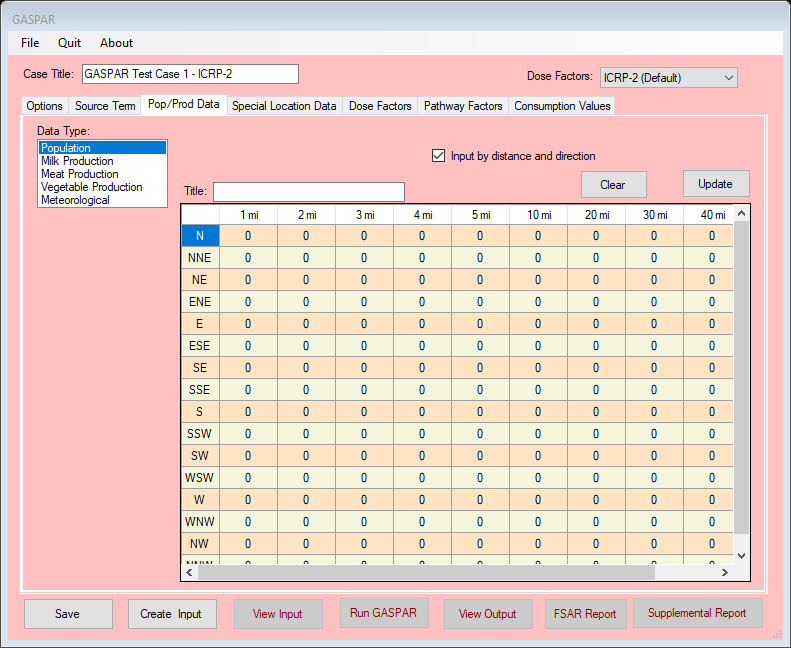 GASPAR
File Quit About
Case Title: GASPAR Test Case 1 - ICRP-2 Dose Factors: ICRP-2 (Default)
Options Source Term Pop/Prod Data Special Location Data Dose Factors Pathway Factors Consumption Values
Data Type:
Population
Milk Production
Meat Production
Vegetable Production
Meteorological
Input by distance and direction
Title: Clear Update
1 mi 2 mi 3 mi 4 mi 5 mi 10 mi 20 mi 30 mi 40 mi
N 0 0 0 0 0 0 0 0 0
NNE 0 0 0 0 0 0 0 0 0
NE 0 0 0 0 0 0 0 0 0
ENE 0 0 0 0 0 0 0 0 0
E 0 0 0 0 0 0 0 0 0
ESE 0 0 0 0 0 0 0 0 0
SE 0 0 0 0 0 0 0 0 0
SSE 0 0 0 0 0 0 0 0 0
S 0 0 0 0 0 0 0 0 0
SSW 0 0 0 0 0 0 0 0 0
SW 0 0 0 0 0 0 0 0 0
WSW 0 0 0 0 0 0 0 0 0
W 0 0 0 0 0 0 0 0 0
WNW 0 0 0 0 0 0 0 0 0
NW 0 0 0 0 0 0 0 0 0
Save Create Input View Input Run GASPAR View Output FSAR Report Supplemental Report